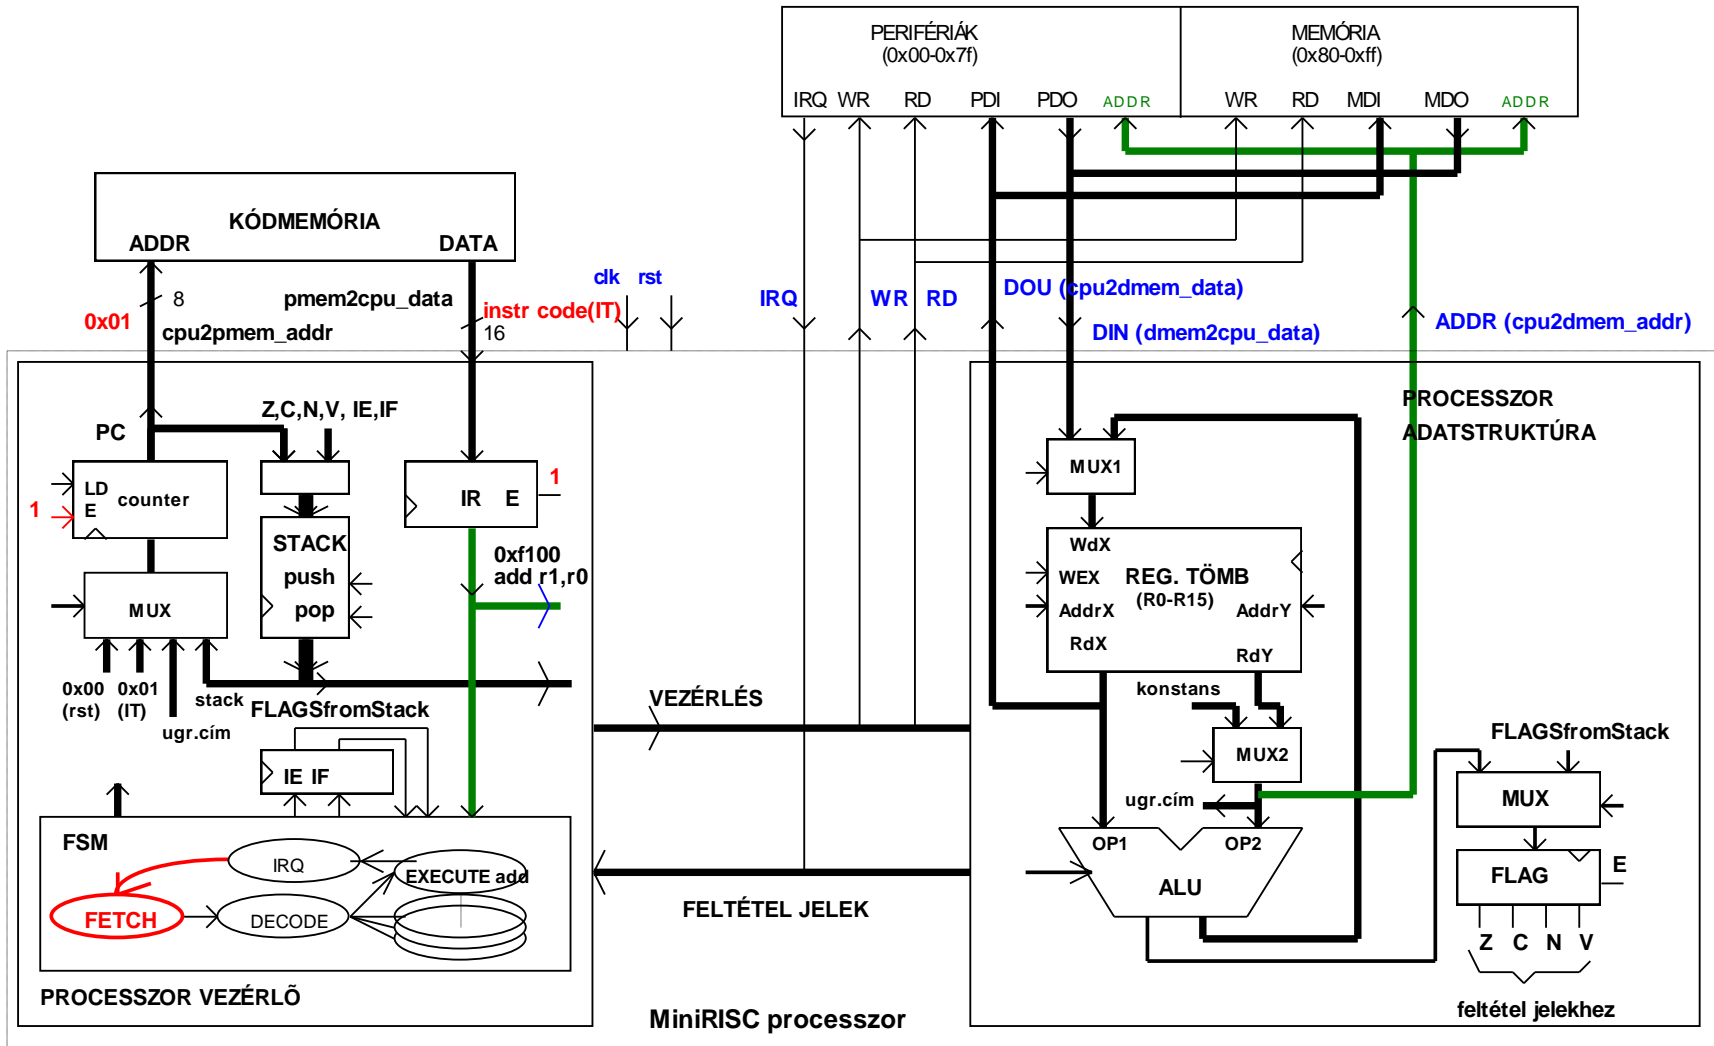 PERIFÉRIÁK
(0x00-0x7f)
MEMÓRIA
(0x80-0xff)
IRQ WR RD PDI PDO ADDR
WR RD MDI MDO ADDR
KÓDMEMÓRIA
ADDR DATA
8
0x01
cpu2pmem_addr
pmem2cpu_data
instr code(IT)
16
clk rst
IRQ
WR RD
DOU (cpu2dmem_data)
DIN (dmem2cpu_data)
ADDR (cpu2dmem_addr)
PC
Z,C,N,V, IE,IF
LD
E
counter
1
IR E
1
STACK
push
pop
0xf100
add r1,r0
MUX
0x00
(rst)
0x01
(IT)
ugr.cím
stack
FLAGSfromStack
IE IF
FSM
IRQ
FETCH
DECODE
EXECUTE add
PROCESSZOR VEZÉRLÕ
VEZÉRLÉS
FELTÉTEL JELEK
MiniRISC processzor
PROCESSZOR
ADATSTRUKTÚRA
MUX1
WdX
WEX
REG. TÖMB
(R0-R15)
AddrX
AddrY
RdX
RdY
konstans
MUX2
ugr.cím
OP1 OP2
ALU
FLAGSfromStack
MUX
FLAG
E
Z C N V
feltétel jelekhez